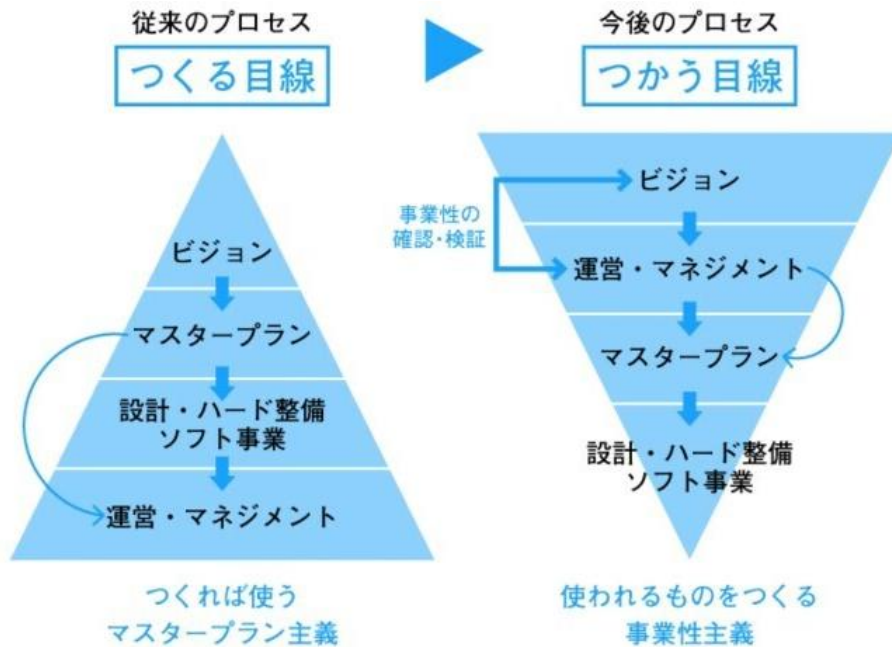 従来のプロセス
つくる目線
ビジョン
マスタープラン
設計・ハード整備
ソフト事業
運営・マネジメント
つくれば使う
マスタープラン主義
今後のプロセス
つかう目線
事業性の
確認・検証
ビジョン
運営・マネジメント
マスタープラン
設計・ハード整備
ソフト事業
使われるものをつくる
事業性主義